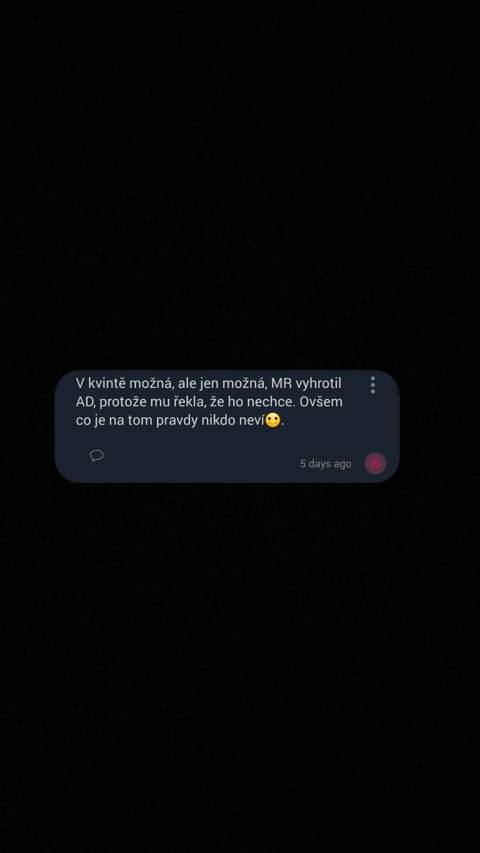 V kvintě možná, ale jen možná, MR vyhrotil
AD, protože mu řekla, že ho nechce. Ovšem
co je na tom pravdy nikdo neví🙂.
5 days ago